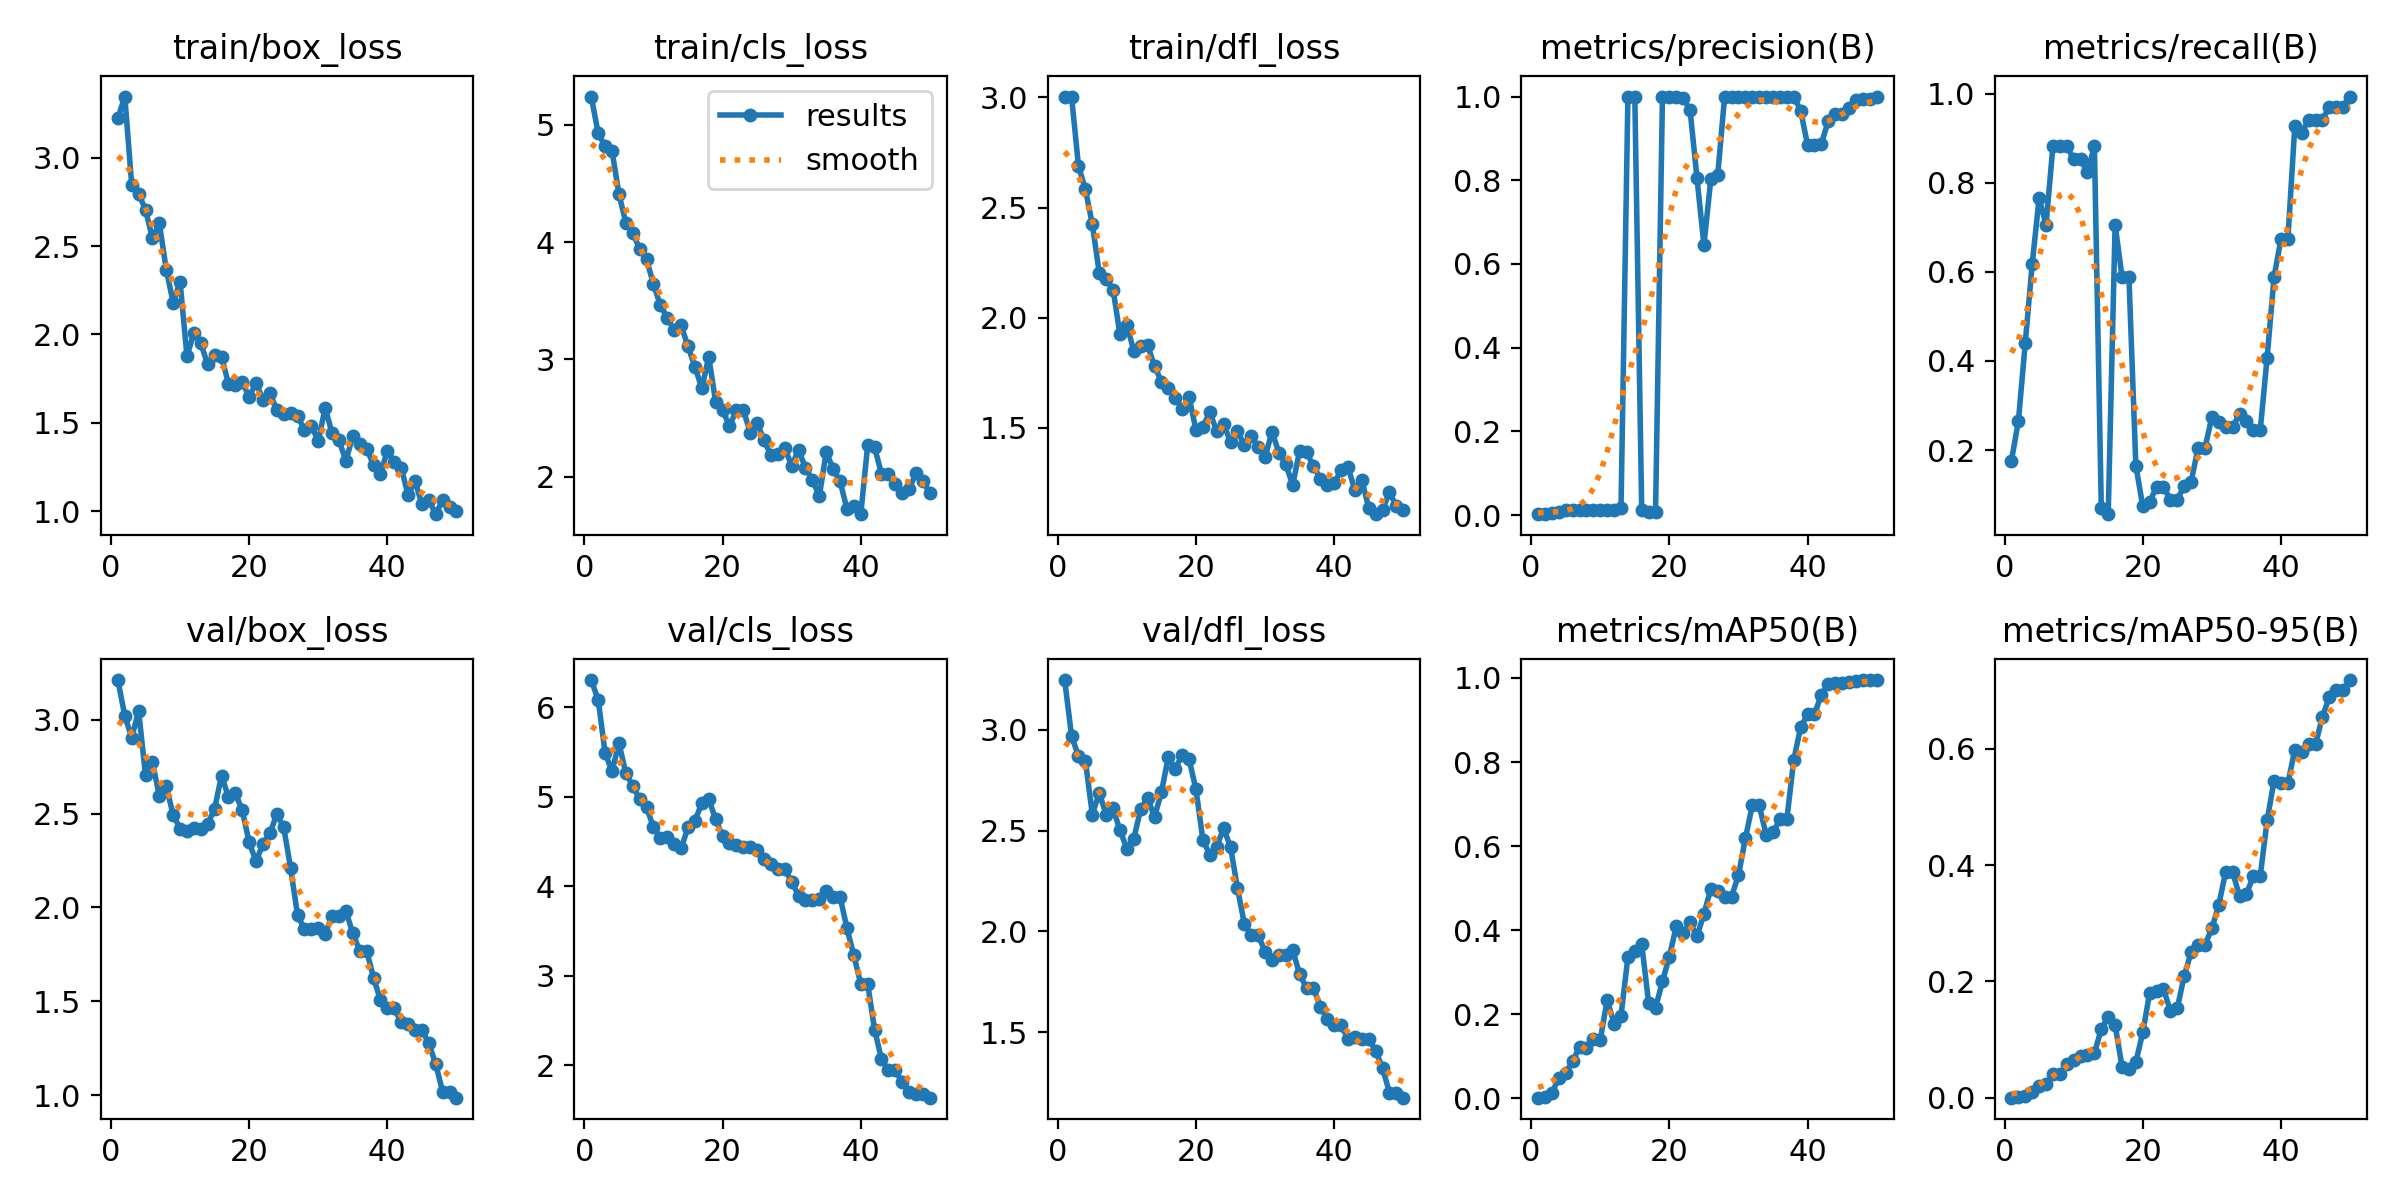 train/box_loss
train/cls_loss
train/dfl_loss
metrics/precision(B)
metrics/recall(B)
3.0
2.5
2.0
1.5
1.0
0 20 40
5
4
3
2
0 20 40
results
smooth
3.0
2.5
2.0
1.5
0 20 40
1.0
0.8
0.6
0.4
0.2
0.0
0 20 40
1.0
0.8
0.6
0.4
0.2
0 20 40
val/box_loss
val/cls_loss
val/dfl_loss
metrics/mAP50(B)
metrics/mAP50-95(B)
3.0
2.5
2.0
1.5
1.0
0 20 40
6
5
4
3
2
0 20 40
3.0
2.5
2.0
1.5
0 20 40
1.0
0.8
0.6
0.4
0.2
0.0
0 20 40
0.6
0.4
0.2
0.0
0 20 40